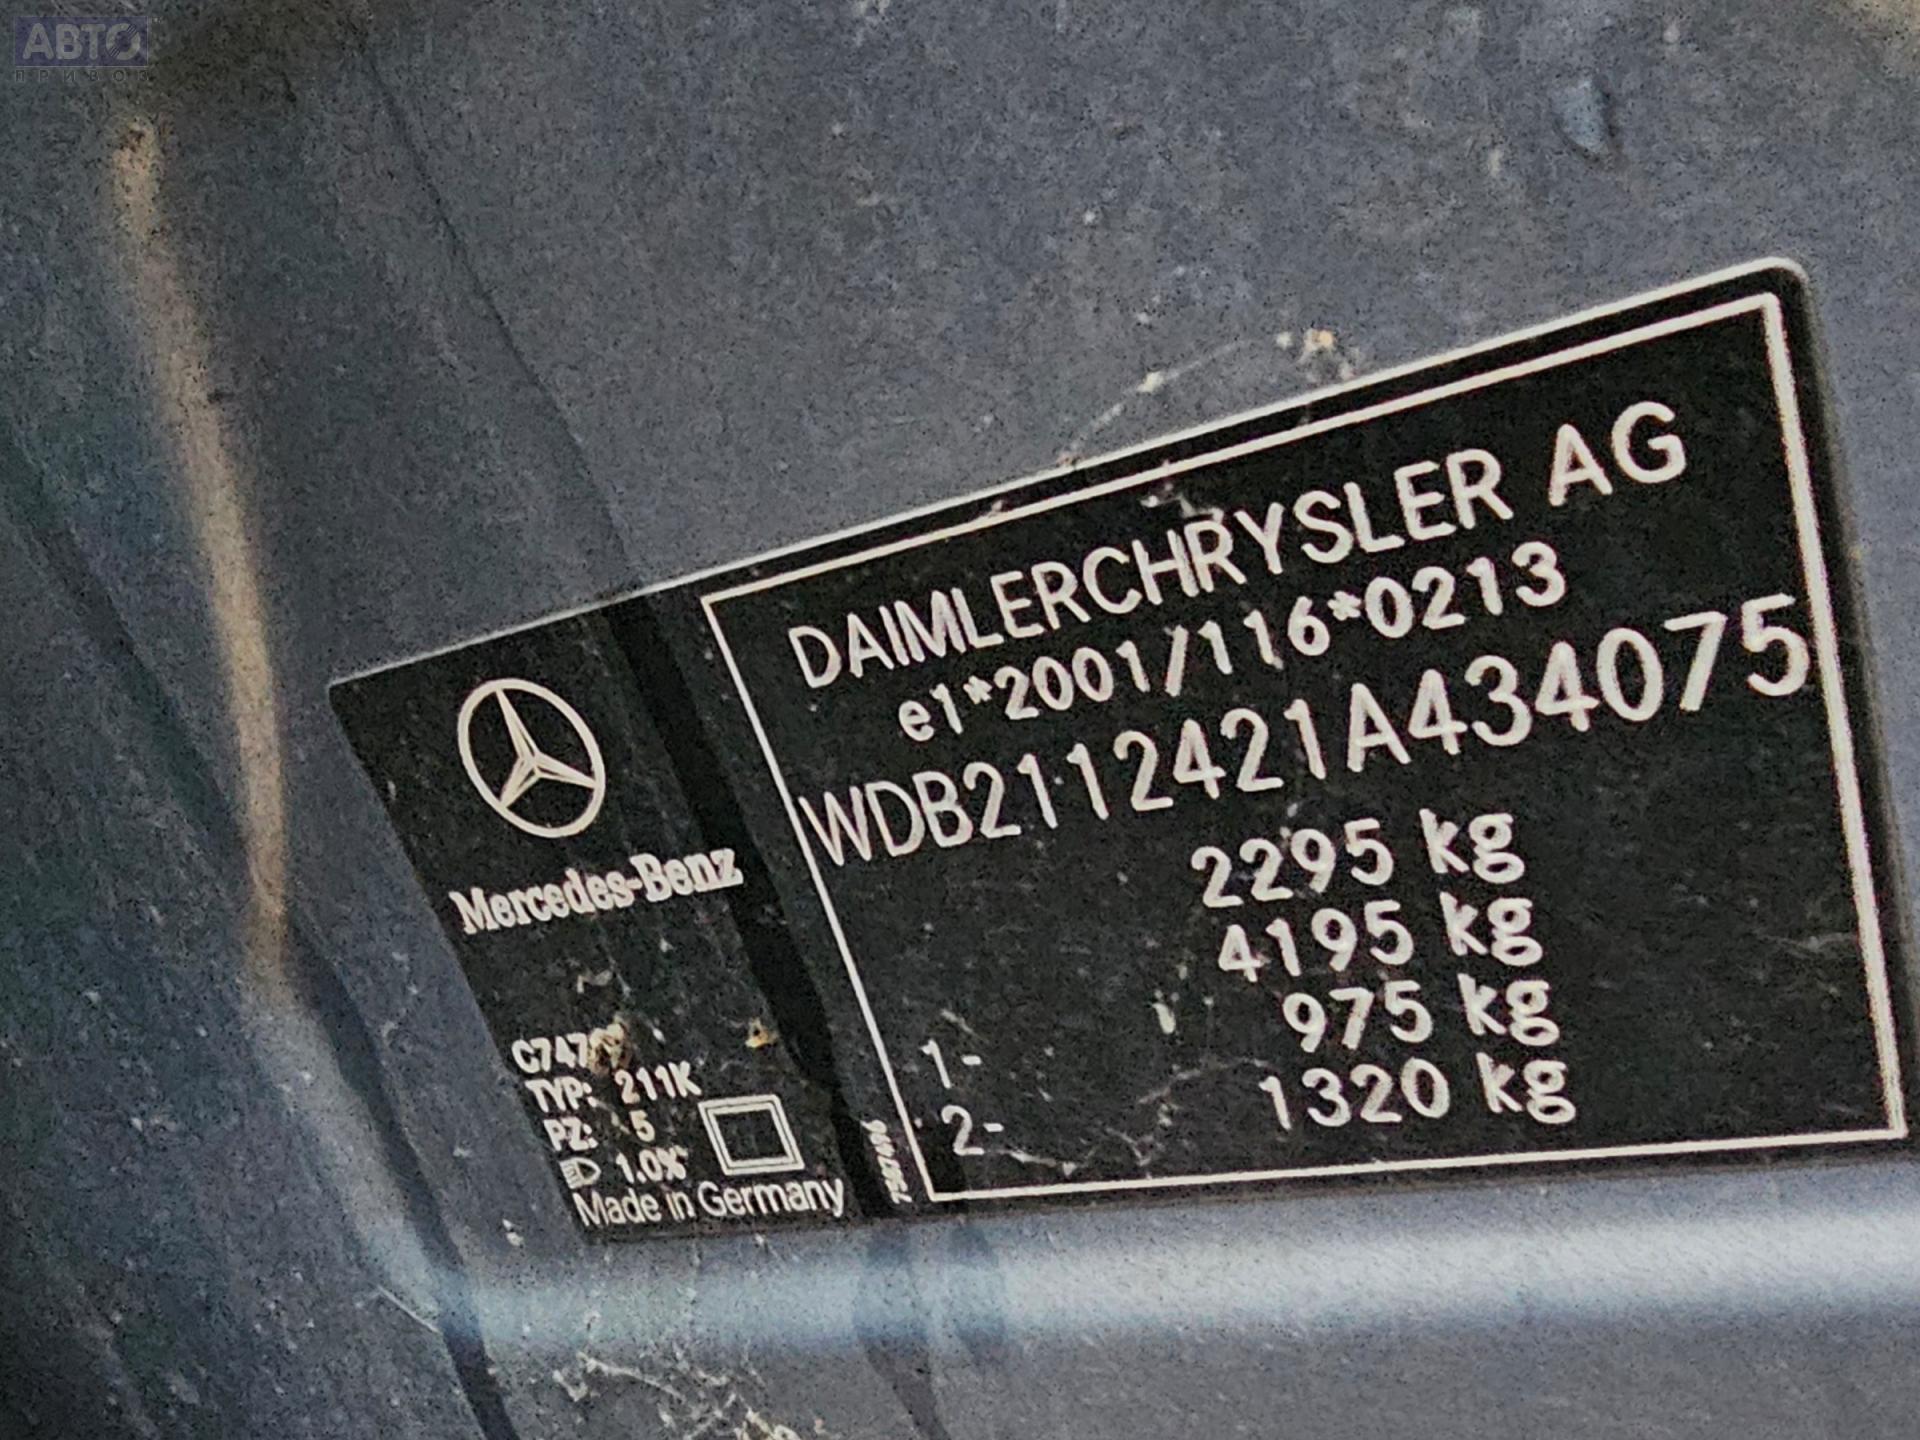 АВТО
ПРИВОЗ
DAIMLERCHRYSLER AG
e1*2001/116*0213
WDB2112421A434075
2295 kg
4195 kg
1- 975 kg
2- 1320 kg
Mercedes-Benz
TYP: 211K
PZ: 5
1.0%
Made in Germany